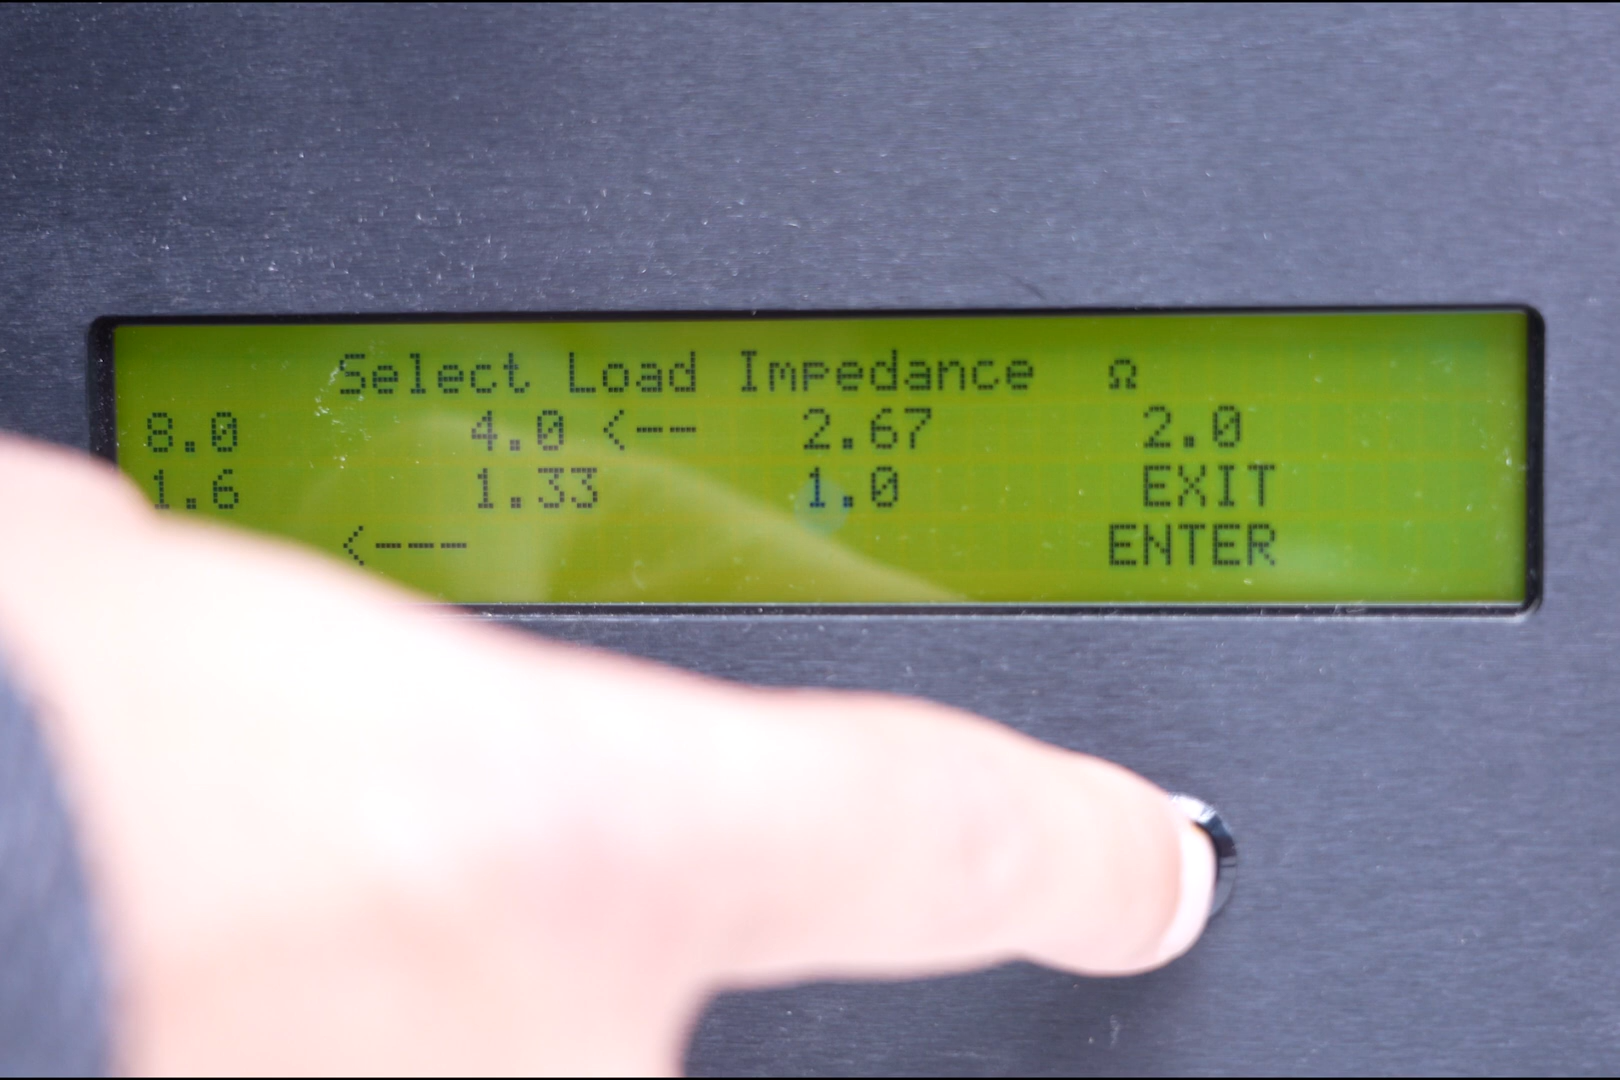 Select Load Impedance Ω
8.0 4.0 <-- 2.67 2.0
1.6 1.33 1.0 EXIT
<--- ENTER